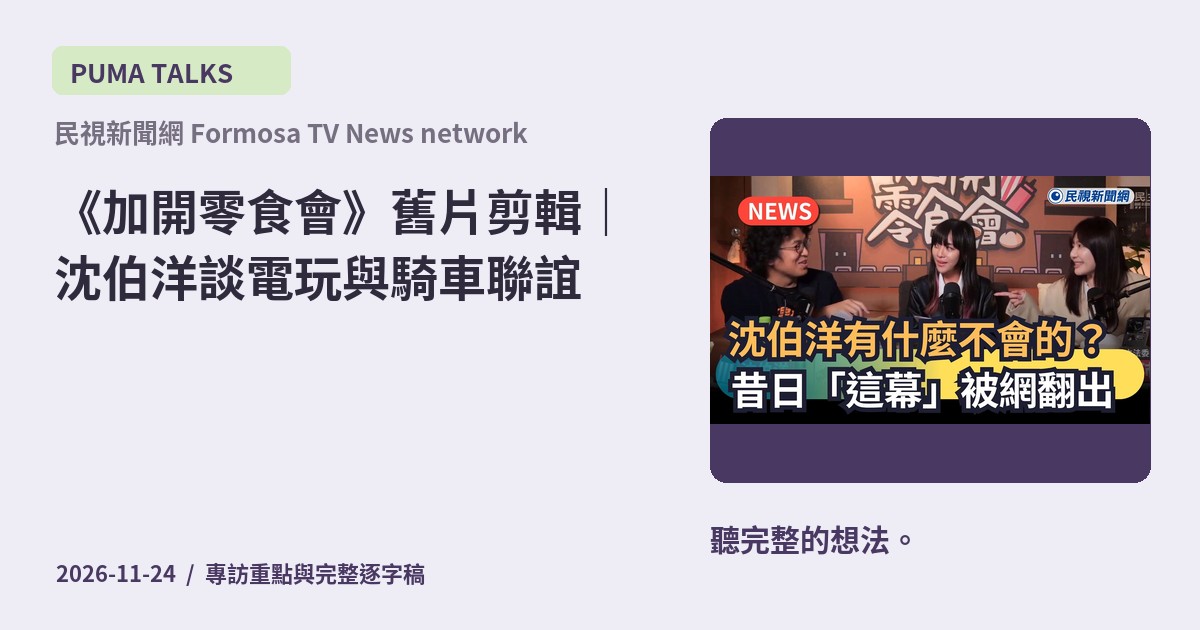 PUMA TALKS
民視新聞網 Formosa TV News network
《加開零食會》舊片剪輯｜
沈伯洋談電玩與騎車聯誼
NEWS
民視新聞網
零食會
沈伯洋有什麼不會的？
昔日「這幕」被網翻出
聽完整的想法。
2026-11-24 / 專訪重點與完整逐字稿